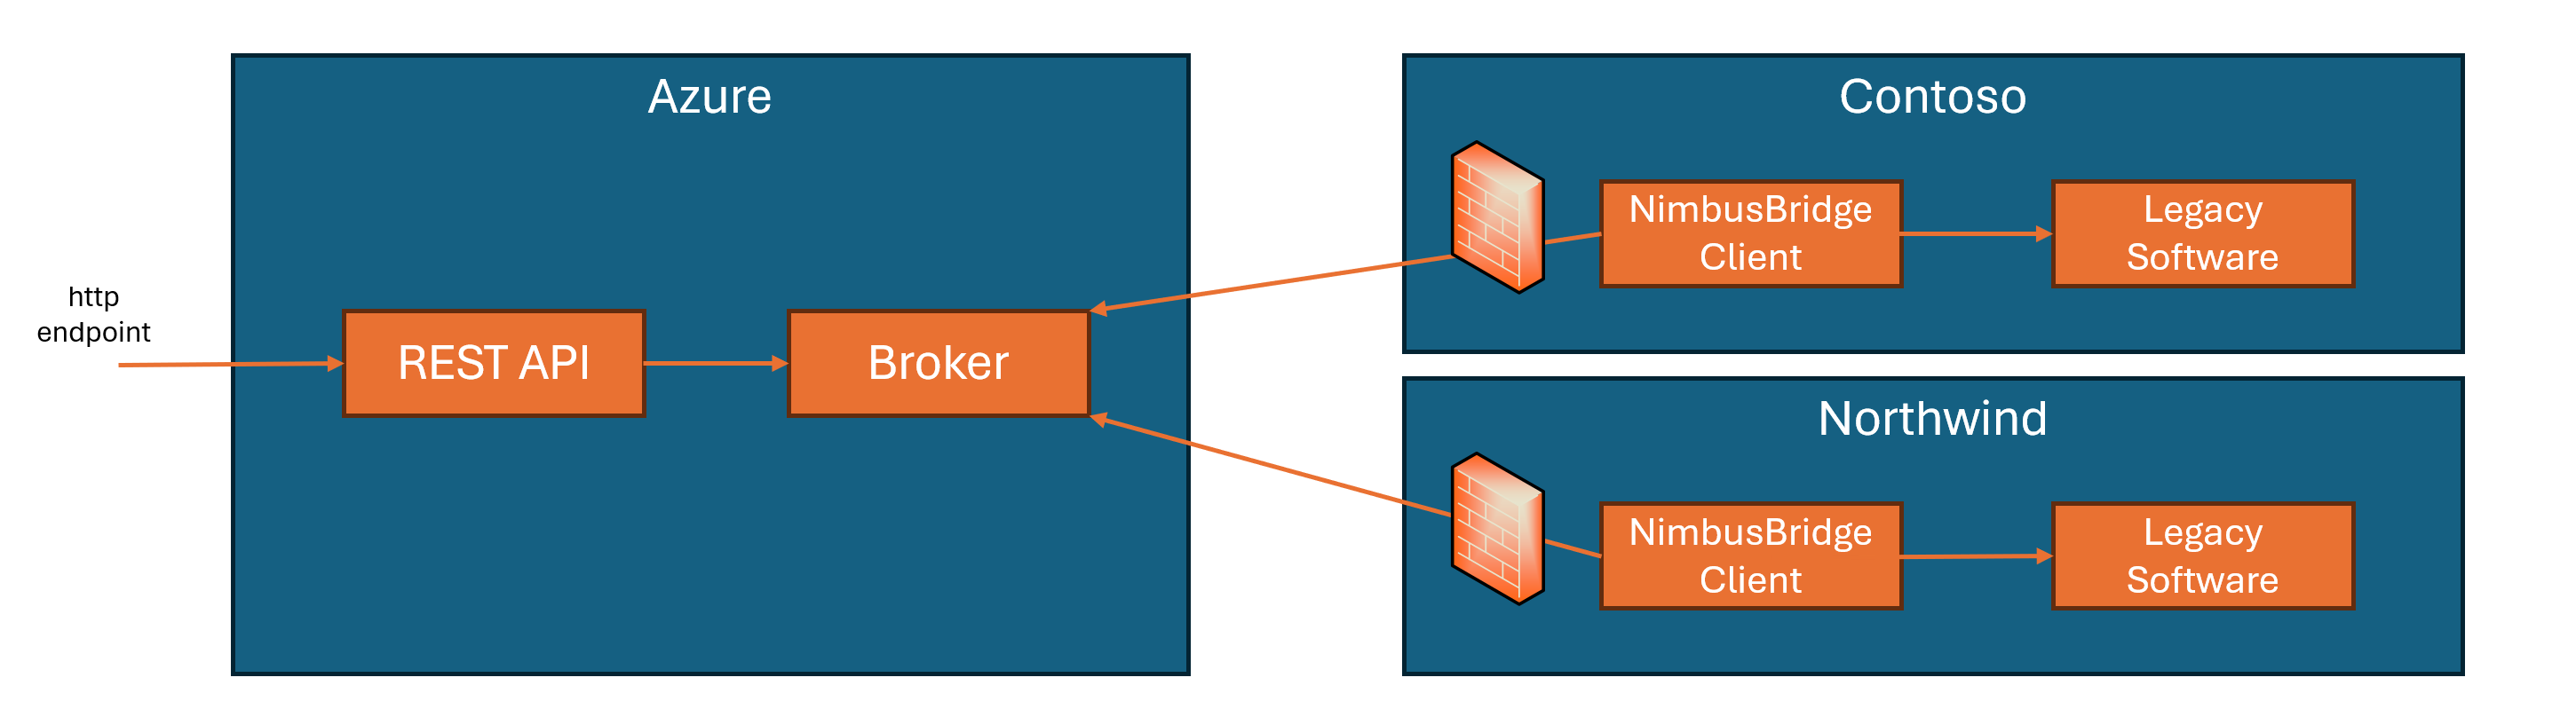 Azure
http
endpoint
REST API
Broker
Contoso
NimbusBridge
Client
Legacy
Software
Northwind
NimbusBridge
Client
Legacy
Software